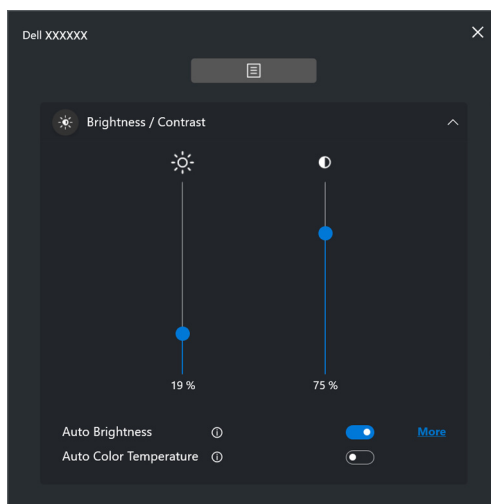 Dell XXXXXX
Brightness / Contrast
19 % 75 %
Auto Brightness More
Auto Color Temperature